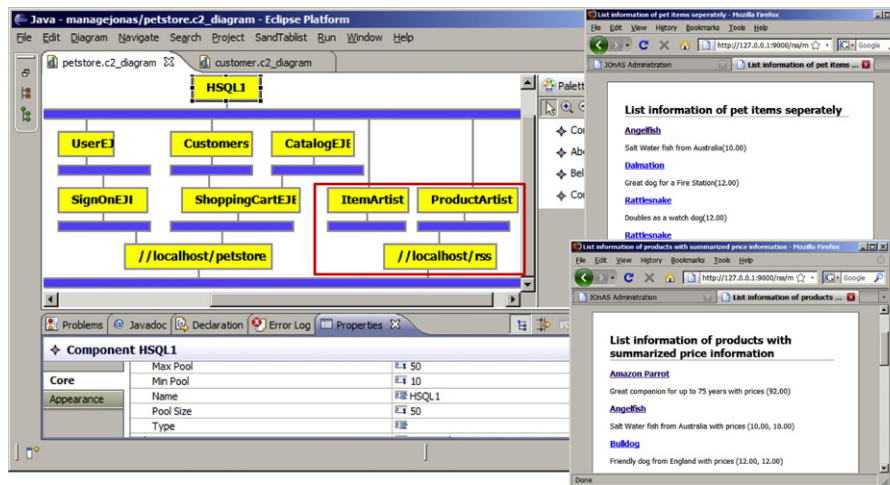 Java - managejonas/petstore.c2_diagram - Eclipse Platform
File Edit Diagram Navigate Search Project SandTablist Run Window Help
petstore.c2_diagram
customer.c2_diagram
HSQL1
UserEJ
Customers
CatalogEJE
SignOnEJI
ShoppingCartEJE
ItemArtist
ProductArtist
//localhost/petstore
//localhost/rss
Palett
Co
Abo
Bel
Co
Problems @ Javadoc Declaration Error Log Properties
Component HSQL1
Core
Appearance
Max Pool 50
Min Pool 10
Name HSQL1
Pool Size 50
Type
List information of pet items seperately - Mozilla Firefox
File Edit View History Bookmarks Tools Help
http://127.0.0.1:9000/rss/m
Google
JOnAS Administration
List information of pet items ...
List information of pet items seperately
Angelfish
Salt Water fish from Australia(10.00)
Dalmation
Great dog for a Fire Station(12.00)
Rattlesnake
Doubles as a watch dog(12.00)
Rattlesnake
List information of products with summarized price information - Mozilla Firefox
File Edit View History Bookmarks Tools Help
http://127.0.0.1:9000/rss/m
Google
JOnAS Administration
List information of products ...
List information of products with
summarized price information
Amazon Parrot
Great companion for up to 75 years with prices (92.00)
Angelfish
Salt Water fish from Australia with prices (10.00, 10.00)
Bulldog
Friendly dog from England with prices (12.00, 12.00)
Done